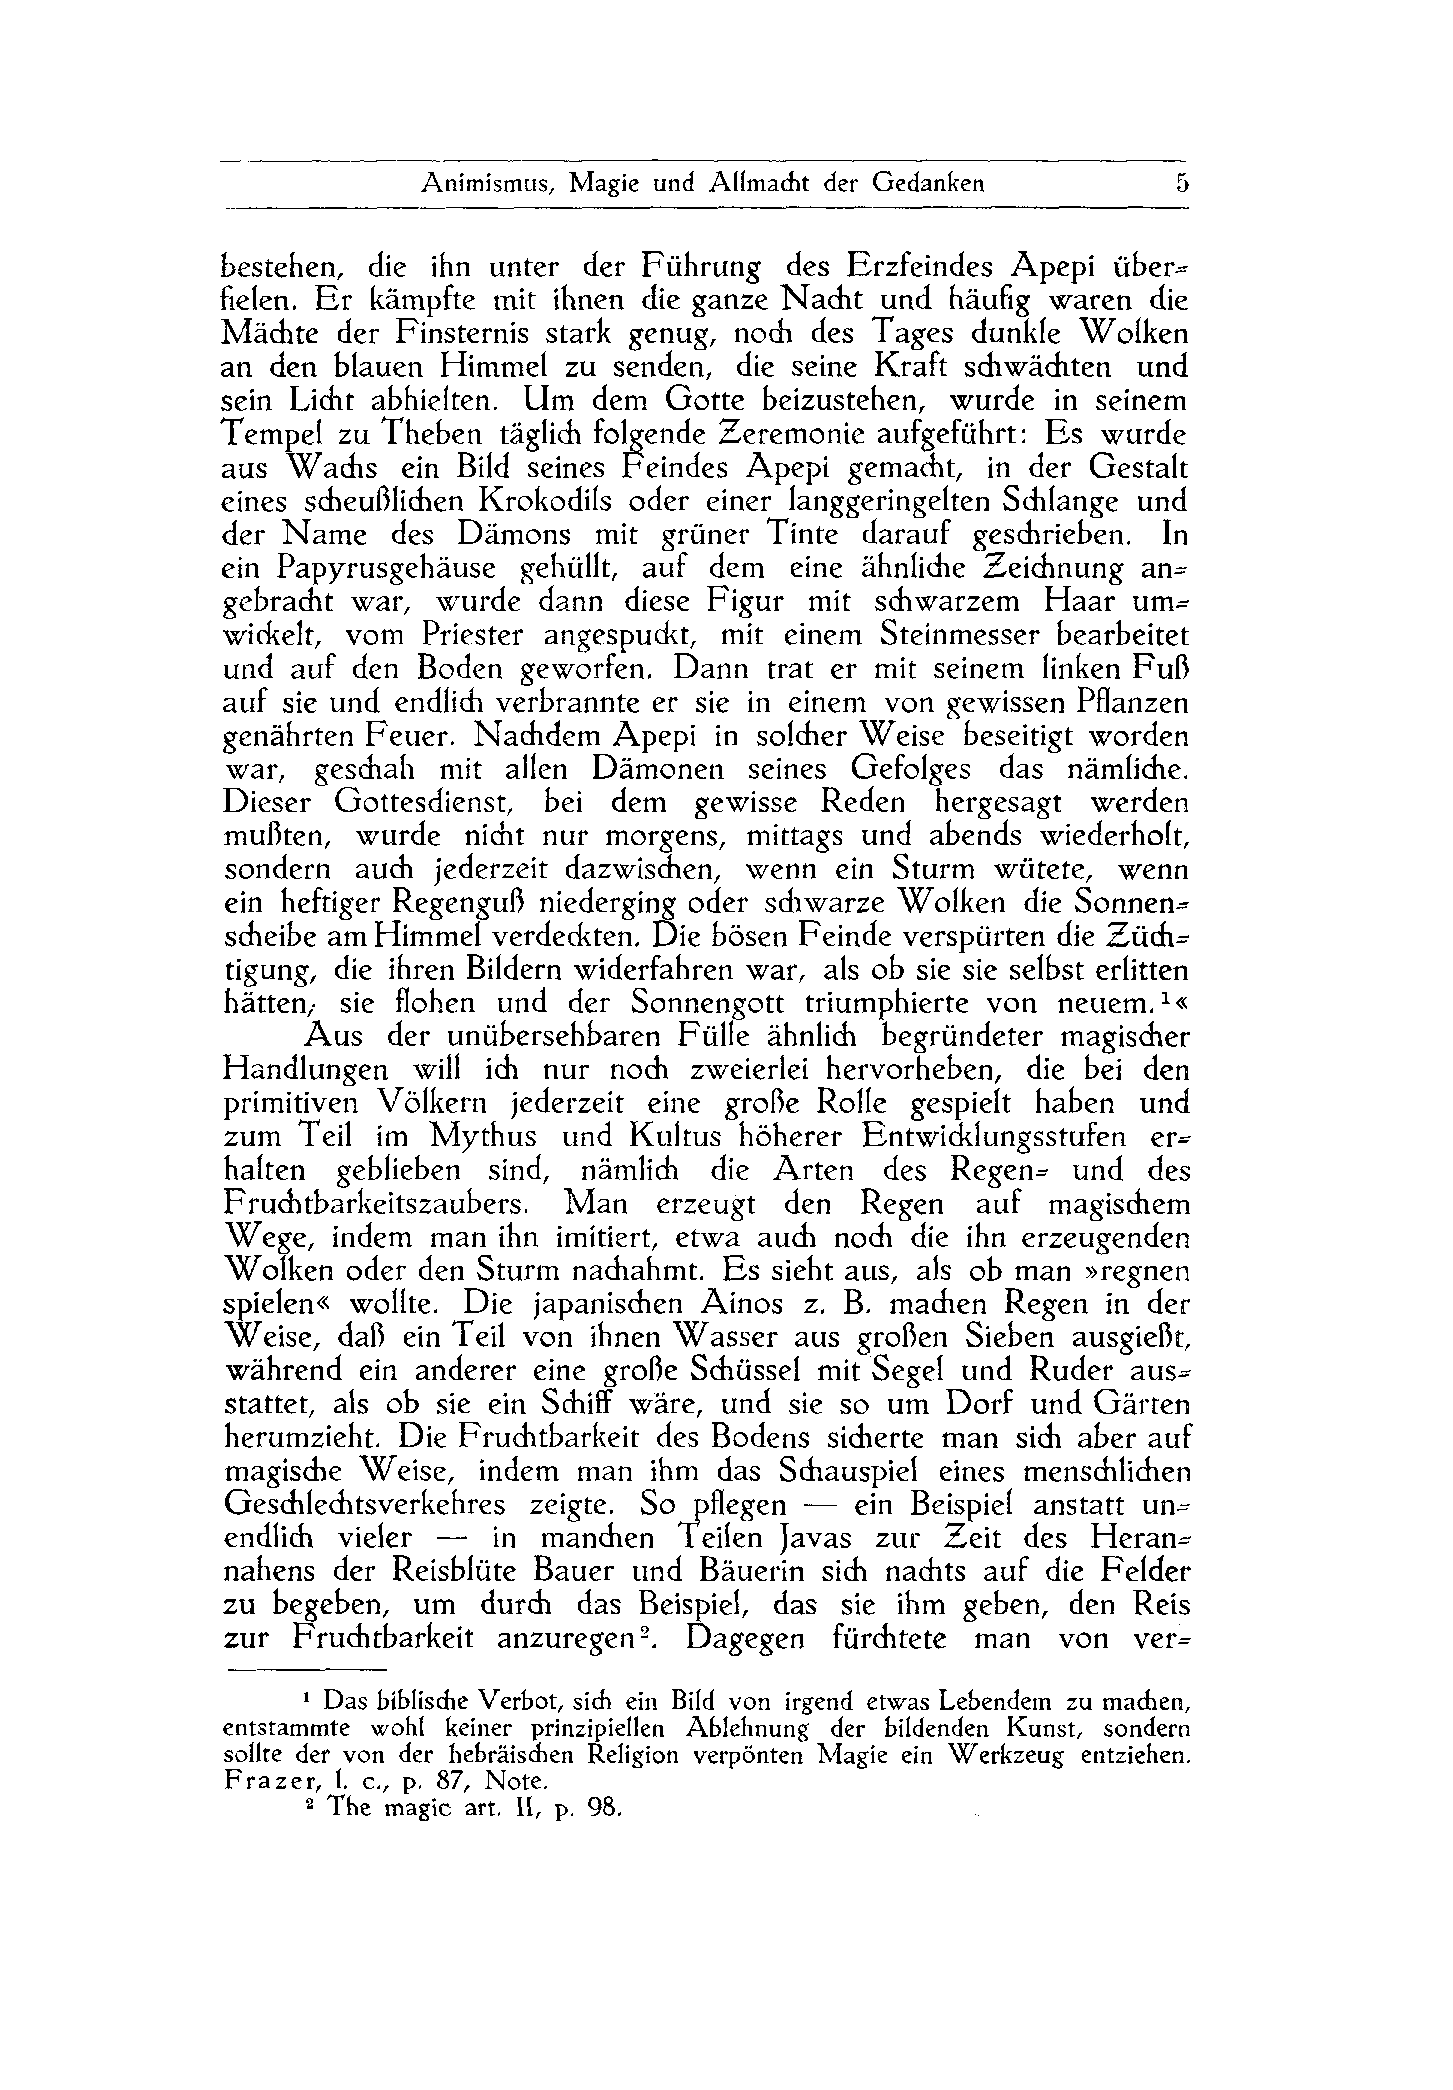 Animismus, Magie und Allmacht der Gedanken 5
bestehen, die ihn unter der Führung des Erzfeindes Apepi über-
fielen. Er kämpfte mit ihnen die ganze Nacht und häufig waren die
Mächte der Finsternis stark genug, noch des Tages dunkle Wolken
an den blauen Himmel zu senden, die seine Kraft schwächten und
sein Licht abhielten. Um dem Gotte beizustehen, wurde in seinem
Tempel zu Theben täglich folgende Zeremonie aufgeführt: Es wurde
aus Wachs ein Bild seines Feindes Apepi gemacht, in der Gestalt
eines scheußlichen Krokodils oder einer langgeringelten Schlange und
der Name des Dämons mit grüner Tinte darauf geschrieben. In
ein Papyrusgehäuse gehüllt, auf dem eine ähnliche Zeichnung an-
gebracht war, wurde dann diese Figur mit schwarzem Haar um-
wickelt, vom Priester angespuckt, mit einem Steinmesser bearbeitet
und auf den Boden geworfen. Dann trat er mit seinem linken Fuß
auf sie und endlich verbrannte er sie in einem von gewissen Pflanzen
genährten Feuer. Nachdem Apepi in solcher Weise beseitigt worden
war, geschah mit allen Dämonen seines Gefolges das nämliche.
Dieser Gottesdienst, bei dem gewisse Reden hergesagt werden
mußten, wurde nicht nur morgens, mittags und abends wiederholt,
sondern auch jederzeit dazwischen, wenn ein Sturm wütete, wenn
ein heftiger Regenguß niederging oder schwarze Wolken die Sonnen-
scheibe am Himmel verdeckten. Die bösen Feinde verspürten die Züch-
tigung, die ihren Bildern widerfahren war, als ob sie sie selbst erlitten
hätten; sie flohen und der Sonnengott triumphierte von neuem.¹«
Aus der unübersehbaren Fülle ähnlich begründeter magischer
Handlungen will ich nur noch zweierlei hervorheben, die bei den
primitiven Völkern jederzeit eine große Rolle gespielt haben und
zum Teil im Mythus und Kultus höherer Entwicklungsstufen er-
halten geblieben sind, nämlich die Arten des Regen- und des
Fruchtbarkeitszaubers. Man erzeugt den Regen auf magischem
Wege, indem man ihn imitiert, etwa auch noch die ihn erzeugenden
Wolken oder den Sturm nachahmt. Es sieht aus, als ob man »regnen
spielen« wollte. Die japanischen Ainos z. B. machen Regen in der
Weise, daß ein Teil von ihnen Wasser aus großen Sieben ausgießt,
während ein anderer eine große Schüssel mit Segel und Ruder aus-
stattet, als ob sie ein Schiff wäre, und sie so um Dorf und Gärten
herumzieht. Die Fruchtbarkeit des Bodens sicherte man sich aber auf
magische Weise, indem man ihm das Schauspiel eines menschlichen
Geschlechtsverkehres zeigte. So pflegen — ein Beispiel anstatt un-
endlich vieler — in manchen Teilen Javas zur Zeit des Heran-
nahens der Reisblüte Bauer und Bäuerin sich nachts auf die Felder
zu begeben, um durch das Beispiel, das sie ihm geben, den Reis
zur Fruchtbarkeit anzuregen². Dagegen fürchtete man von ver-
¹ Das biblische Verbot, sich ein Bild von irgend etwas Lebendem zu machen,
entstammte wohl keiner prinzipiellen Ablehnung der bildenden Kunst, sondern
sollte der von der hebräischen Religion verpönten Magie ein Werkzeug entziehen.
Frazer, l. c., p. 87, Note.
² The magic art. II, p. 98.